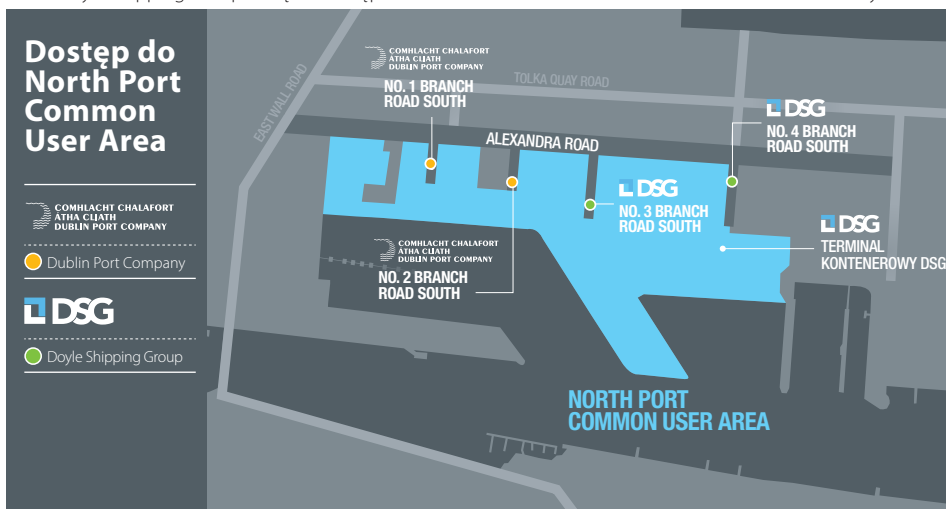 Dostęp do
North Port
Common
User Area
COMHLACHT CHALAFORT
ÁTHA CLIATH
DUBLIN PORT COMPANY
Dublin Port Company
DSG
Doyle Shipping Group
COMHLACHT CHALAFORT
ÁTHA CLIATH
DUBLIN PORT COMPANY
NO. 1 BRANCH
ROAD SOUTH
EAST WALL ROAD
TOLKA QUAY ROAD
ALEXANDRA ROAD
DSG
NO. 4 BRANCH
ROAD SOUTH
DSG
NO. 3 BRANCH
ROAD SOUTH
DSG
TERMINAL
KONTENEROWY DSG
COMHLACHT CHALAFORT
ÁTHA CLIATH
DUBLIN PORT COMPANY
NO. 2 BRANCH
ROAD SOUTH
NORTH PORT
COMMON USER AREA